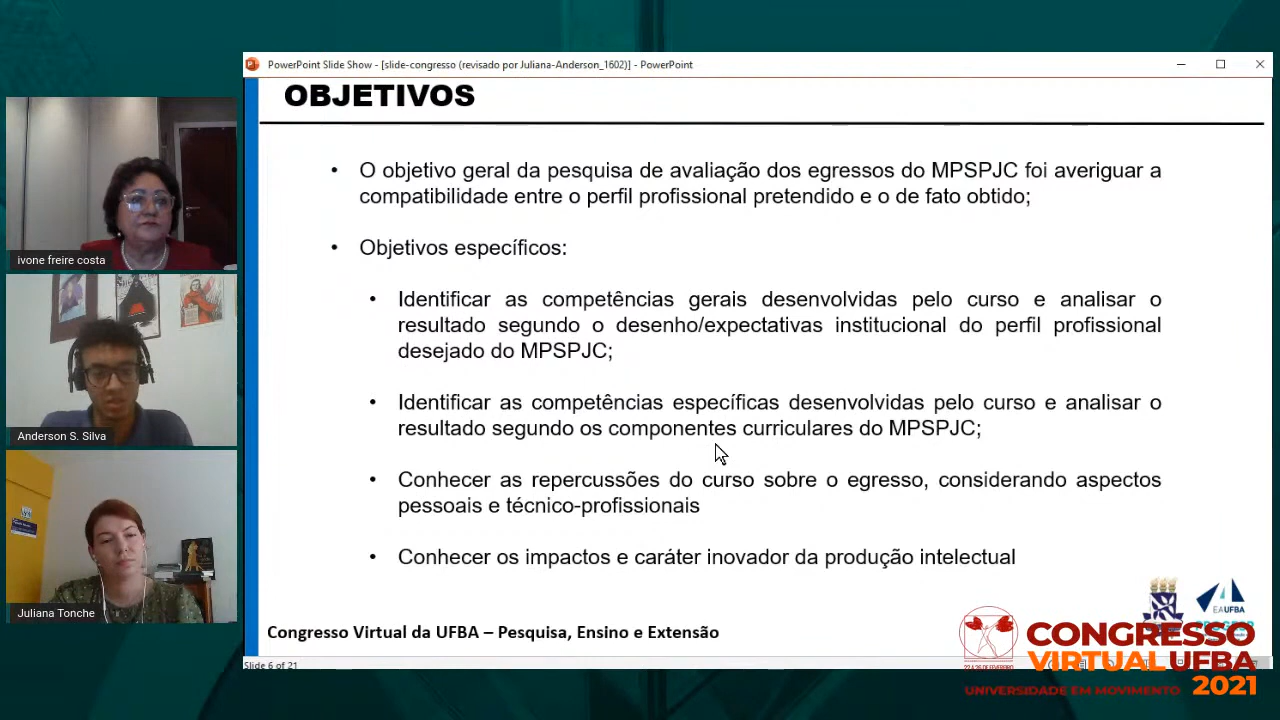 PowerPoint Slide Show - [slide-congresso (revisado por Juliana-Anderson_1602)] - PowerPoint
OBJETIVOS
• O objetivo geral da pesquisa de avaliação dos egressos do MPSPJC foi averiguar a
compatibilidade entre o perfil profissional pretendido e o de fato obtido;
• Objetivos específicos:
• Identificar as competências gerais desenvolvidas pelo curso e analisar o
resultado segundo o desenho/expectativas institucional do perfil profissional
desejado do MPSPJC;
• Identificar as competências específicas desenvolvidas pelo curso e analisar o
resultado segundo os componentes curriculares do MPSPJC;
• Conhecer as repercussões do curso sobre o egresso, considerando aspectos
pessoais e técnico-profissionais
• Conhecer os impactos e caráter inovador da produção intelectual
Congresso Virtual da UFBA – Pesquisa, Ensino e Extensão
Slide 6 of 21
ivone freire costa
Anderson S. Silva
Juliana Tonche
EAUFBA
CONGRESSO
VIRTUAL UFBA
2021
UNIVERSIDADE EM MOVIMENTO